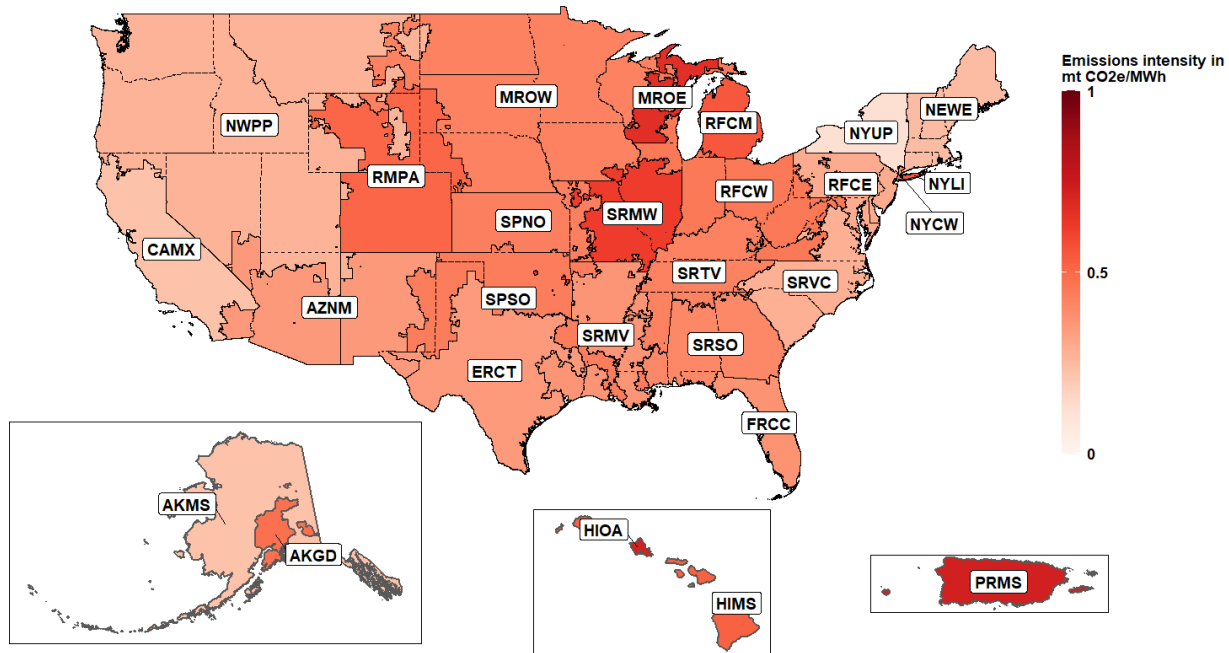 Emissions intensity in
mt CO2e/MWh
1
0.5
0
NWPP
MROW
MROE
NEWE
NYUP
RFCM
RMPA
RFCW
RFCE
NYLI
NYCW
SPNO
SRMW
CAMX
SRTV
SRVC
AZNM
SPSO
SRMV
SRSO
ERCT
FRCC
AKMS
AKGD
HIOA
HIMS
PRMS